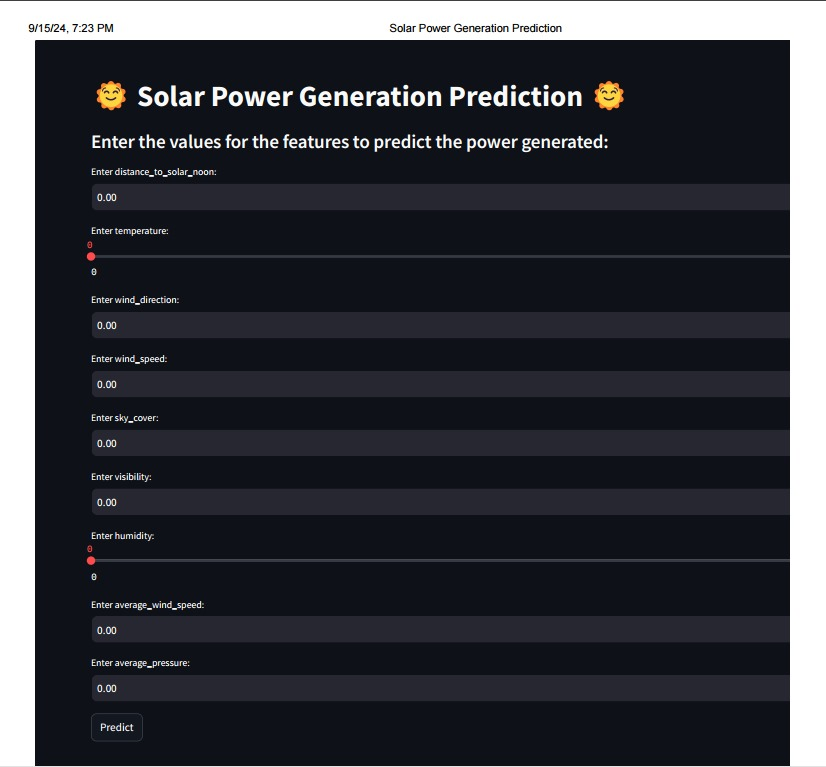 9/15/24, 7:23 PM Solar Power Generation Prediction
🌞 Solar Power Generation Prediction 🌞
Enter the values for the features to predict the power generated:
Enter distance_to_solar_noon:
0.00
Enter temperature:
0
0
Enter wind_direction:
0.00
Enter wind_speed:
0.00
Enter sky_cover:
0.00
Enter visibility:
0.00
Enter humidity:
0
0
Enter average_wind_speed:
0.00
Enter average_pressure:
0.00
Predict